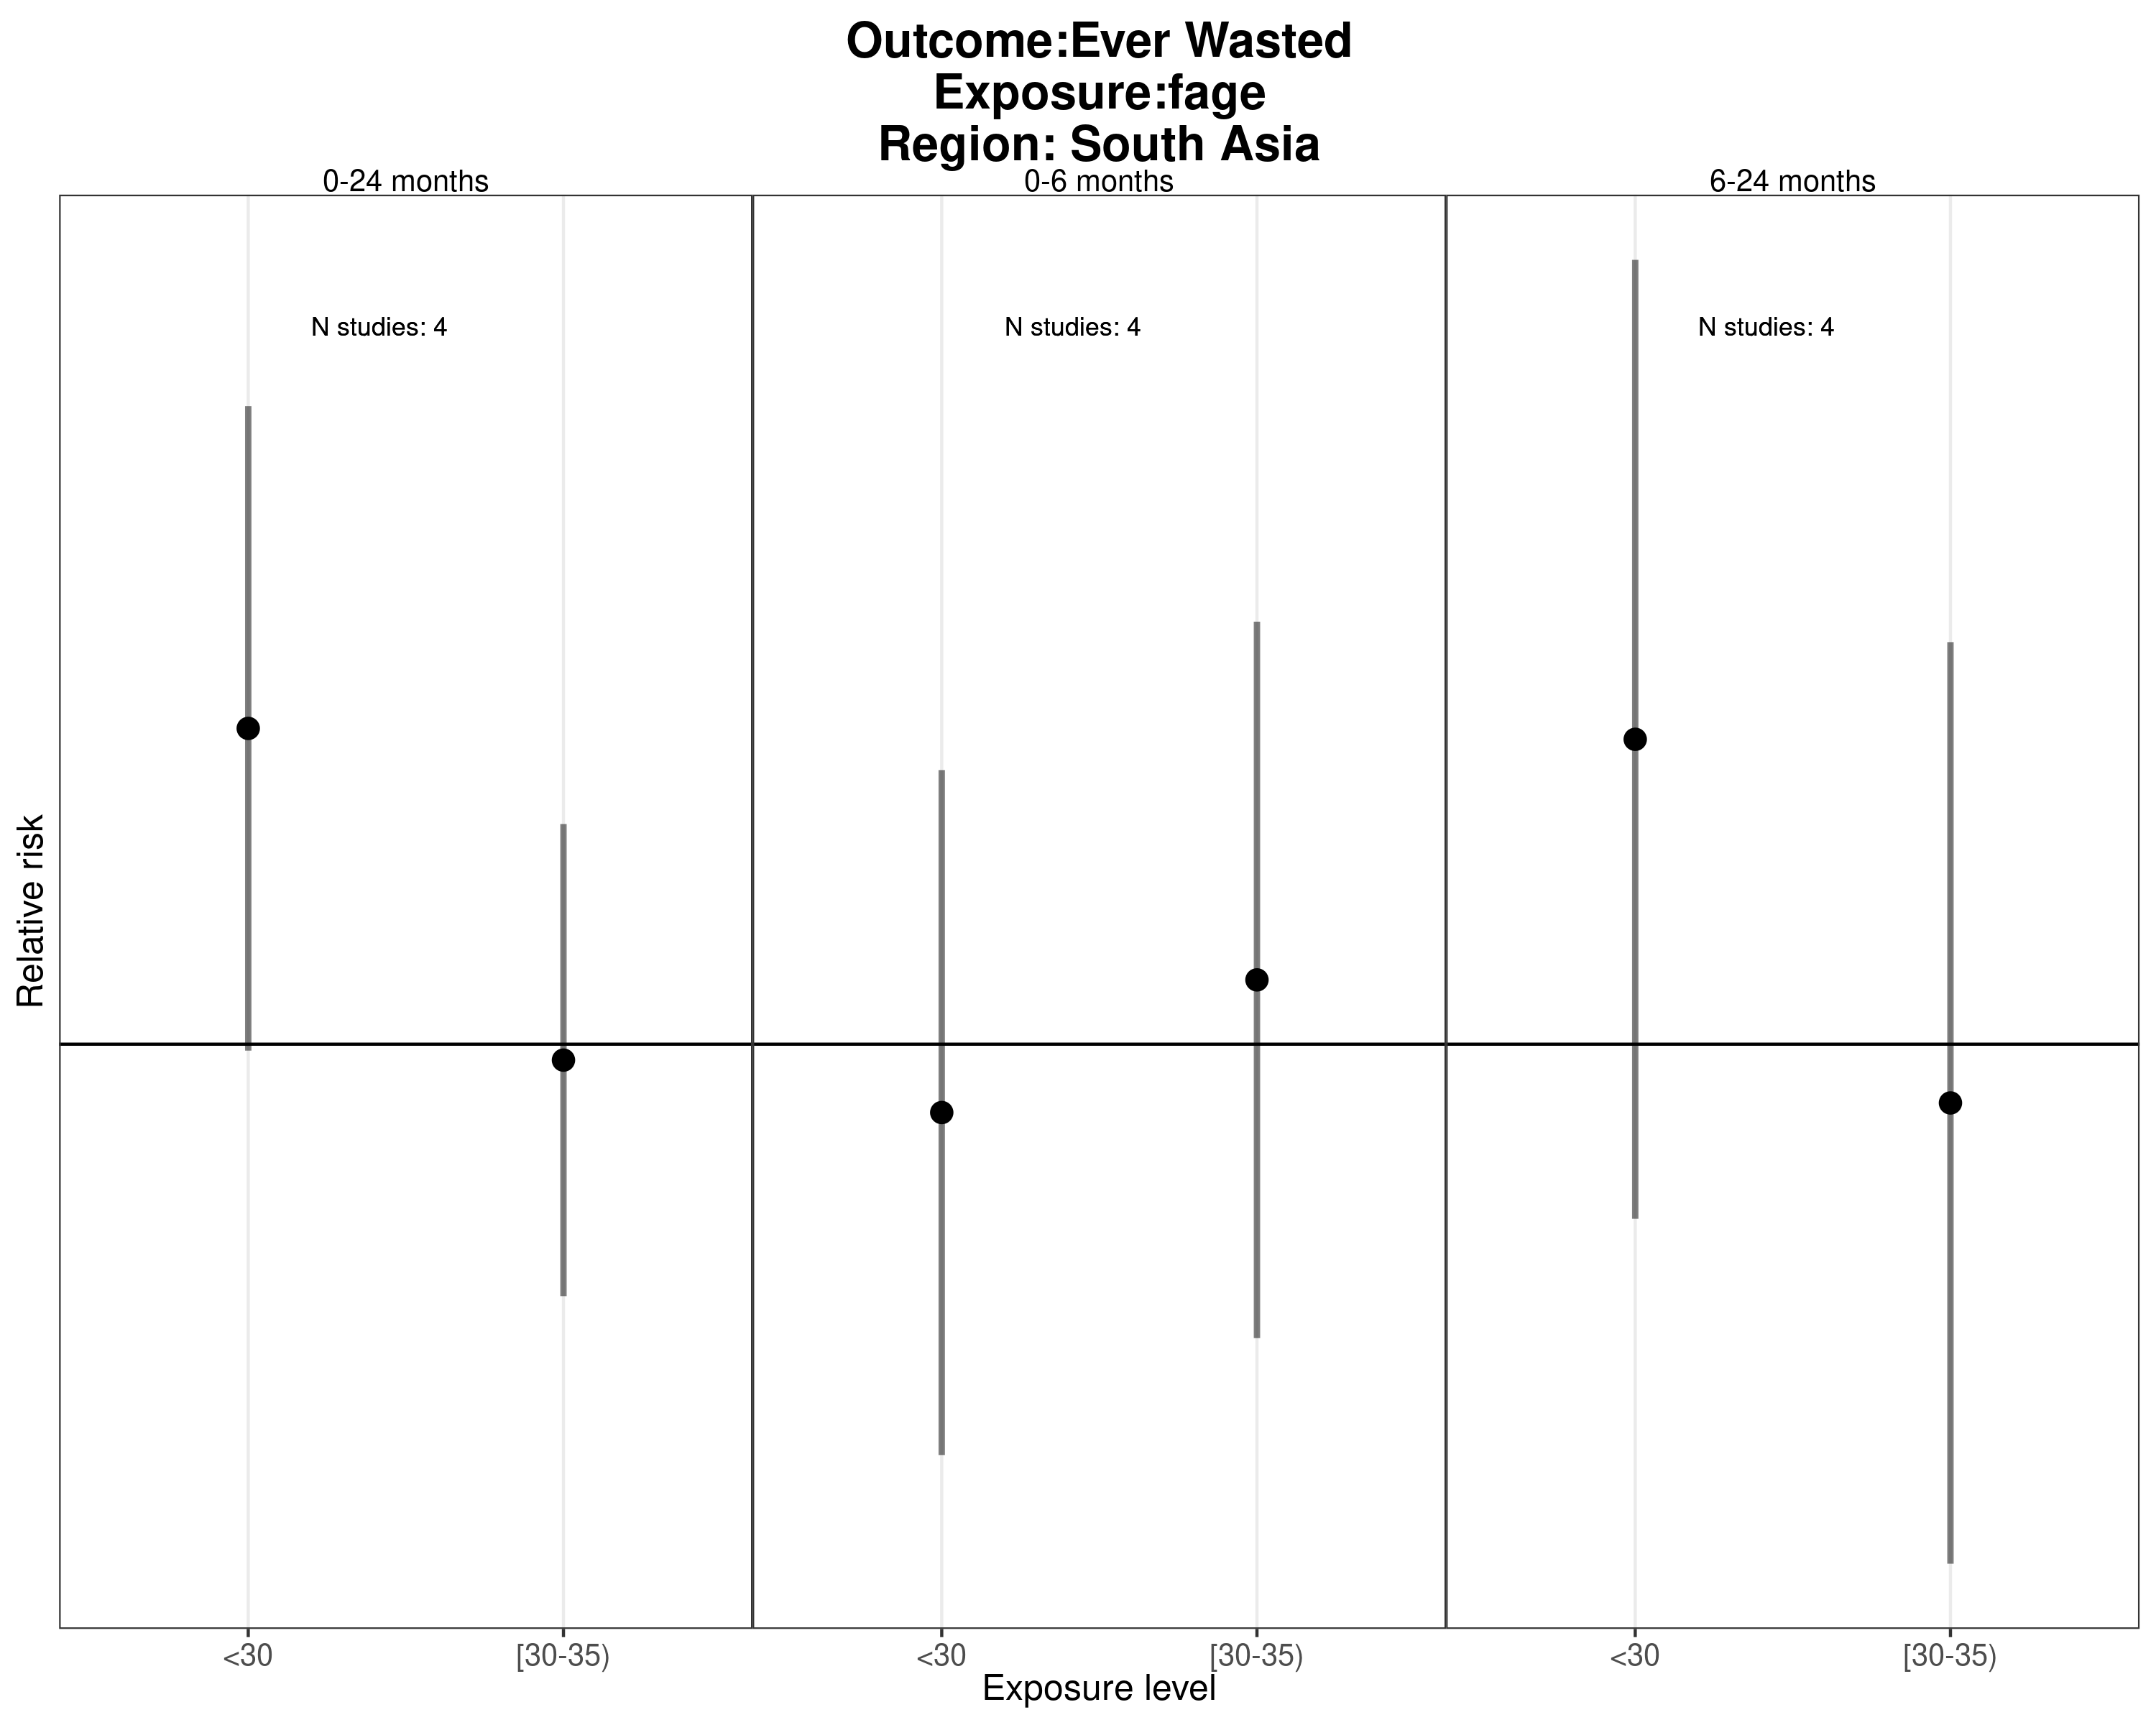 Outcome:Ever Wasted
Exposure:fage
Region: South Asia
0-24 months
0-6 months
6-24 months
N studies: 4
N studies: 4
N studies: 4
Relative risk
<30
[30-35)
<30
[30-35)
<30
[30-35)
Exposure level